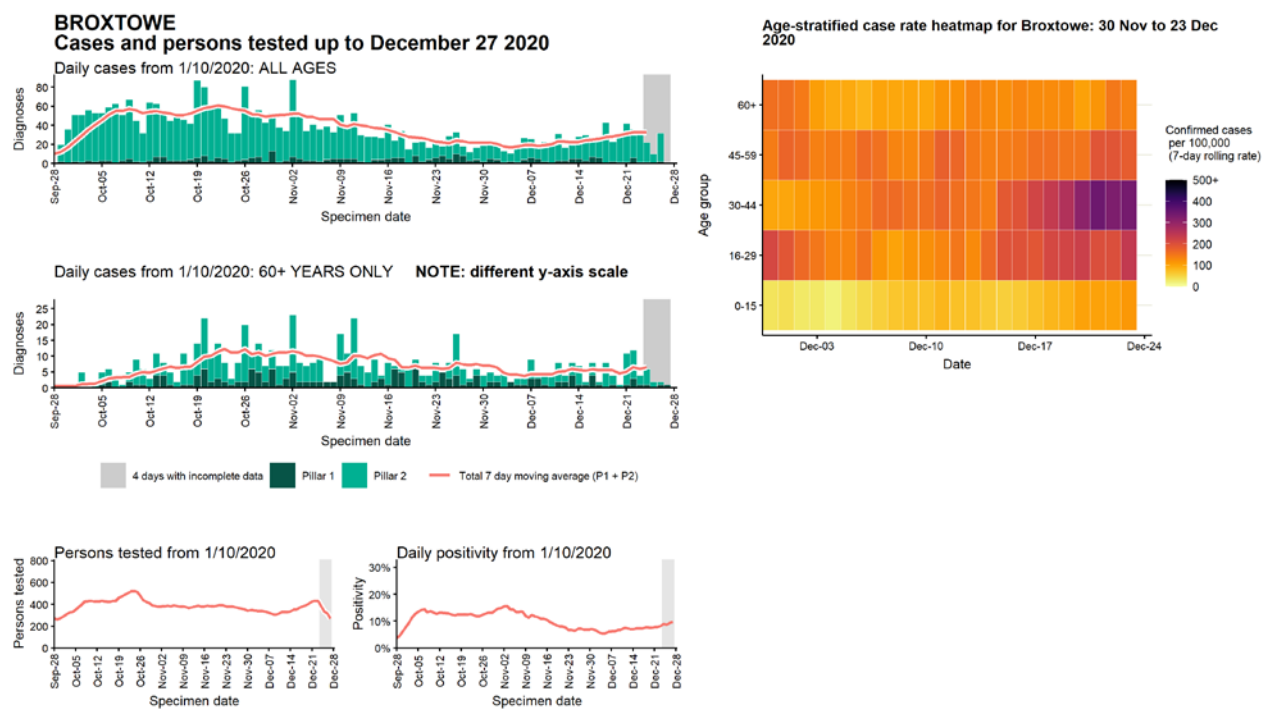 BROXTOWE
Cases and persons tested up to December 27 2020
Daily cases from 1/10/2020: ALL AGES
Diagnoses
80
60
40
20
0
Sep-28
Oct-05
Oct-12
Oct-19
Oct-26
Nov-02
Nov-09
Nov-16
Nov-23
Nov-30
Dec-07
Dec-14
Dec-21
Dec-28
Specimen date
Daily cases from 1/10/2020: 60+ YEARS ONLY NOTE: different y-axis scale
Diagnoses
25
20
15
10
5
0
Sep-28
Oct-05
Oct-12
Oct-19
Oct-26
Nov-02
Nov-09
Nov-16
Nov-23
Nov-30
Dec-07
Dec-14
Dec-21
Dec-28
Specimen date
4 days with incomplete data
Pillar 1
Pillar 2
Total 7 day moving average (P1 + P2)
Persons tested from 1/10/2020
Persons tested
800
600
400
200
0
Sep-28
Oct-05
Oct-12
Oct-19
Oct-26
Nov-02
Nov-09
Nov-16
Nov-23
Nov-30
Dec-07
Dec-14
Dec-21
Dec-28
Specimen date
Daily positivity from 1/10/2020
Positivity
30%
20%
10%
0%
Sep-28
Oct-05
Oct-12
Oct-19
Oct-26
Nov-02
Nov-09
Nov-16
Nov-23
Nov-30
Dec-07
Dec-14
Dec-21
Dec-28
Specimen date
Age-stratified case rate heatmap for Broxtowe: 30 Nov to 23 Dec
2020
Age group
60+
45-59
30-44
16-29
0-15
Dec-03
Dec-10
Dec-17
Dec-24
Date
Confirmed cases
per 100,000
(7-day rolling rate)
500+
400
300
200
100
0